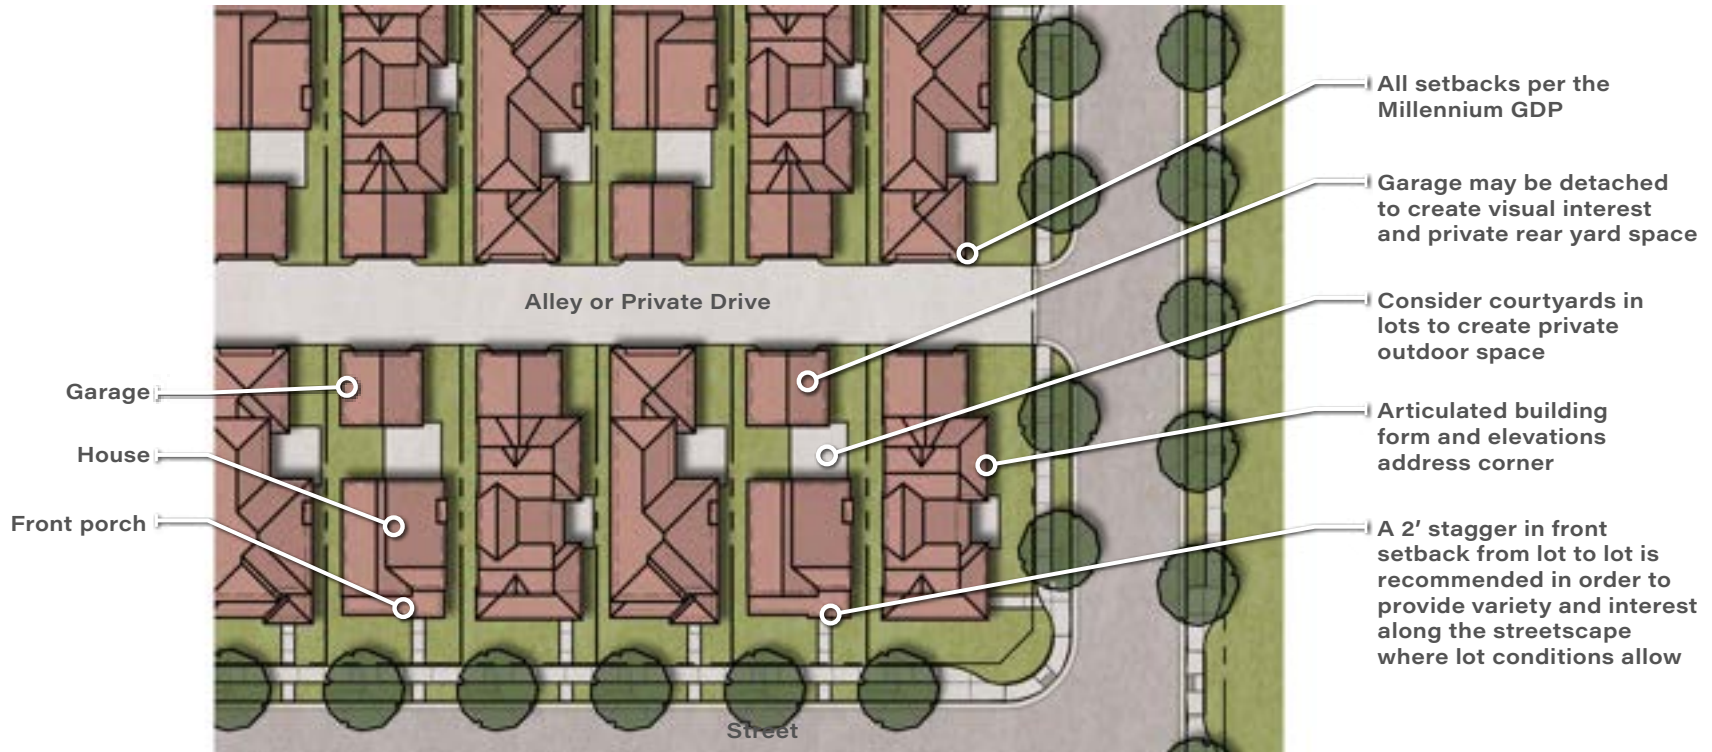 All setbacks per the
Millennium GDP
Garage may be detached
to create visual interest
and private rear yard space
Alley or Private Drive
Consider courtyards in
lots to create private
outdoor space
Garage
House
Front porch
Articulated building
form and elevations
address corner
A 2′ stagger in front
setback from lot to lot is
recommended in order to
provide variety and interest
along the streetscape
where lot conditions allow
Street